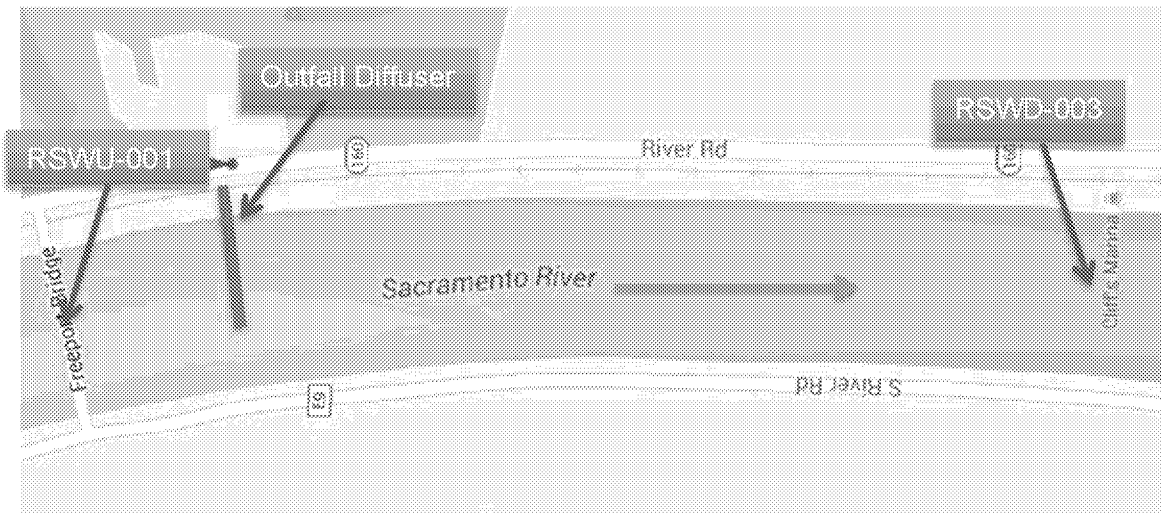 Outfall Diffuser
RSWD-003
RSWU-001
160
River Rd
160
Freeport Bridge
Sacramento River
Cliff's Marina
E9
S River Rd